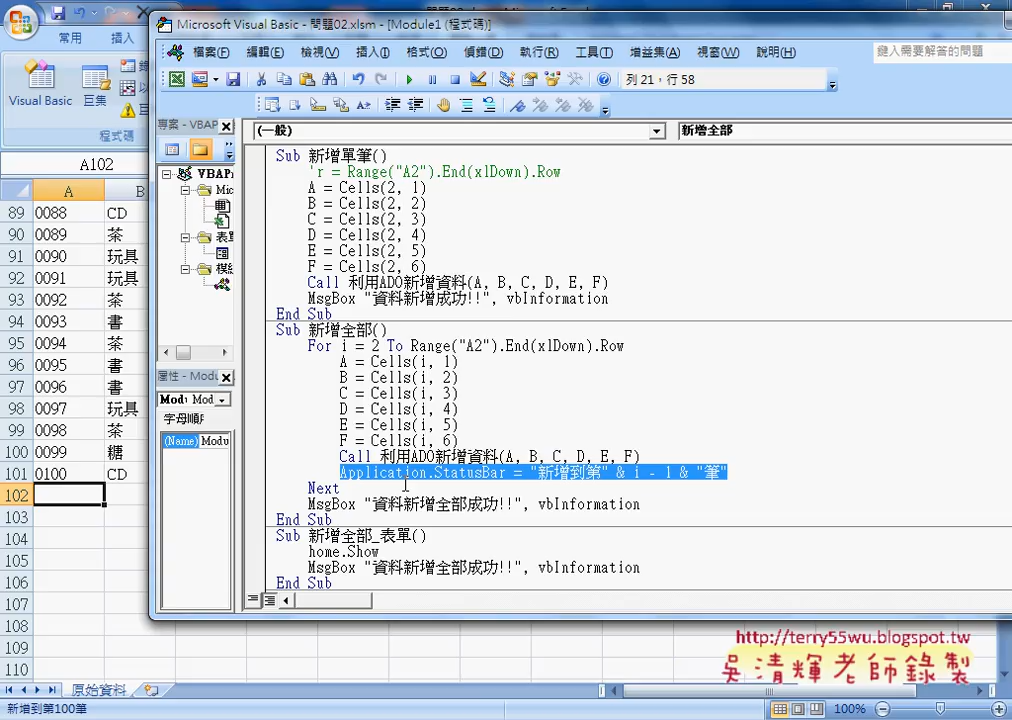 Microsoft Visual Basic - 問題02.xlsm - [Module1 (程式碼)]
常用
插入
檔案(F) 編輯(E) 檢視(V) 插入(I) 格式(O) 偵錯(D) 執行(R) 工具(T) 增益集(A) 視窗(W) 說明(H)
鍵入需要解答的問題
列 21，行 58
Visual Basic 巨集
程式碼
專案 - VBAP
(一般)
新增全部
A102
A B
VBAP
Mic
表單
模組
屬性 - Modu
Modu Mod
字母順序
(Name) Modu
Sub 新增單筆()
'r = Range("A2").End(xlDown).Row
A = Cells(2, 1)
B = Cells(2, 2)
C = Cells(2, 3)
D = Cells(2, 4)
E = Cells(2, 5)
F = Cells(2, 6)
Call 利用ADO新增資料(A, B, C, D, E, F)
MsgBox "資料新增成功!!", vbInformation
End Sub
Sub 新增全部()
For i = 2 To Range("A2").End(xlDown).Row
A = Cells(i, 1)
B = Cells(i, 2)
C = Cells(i, 3)
D = Cells(i, 4)
E = Cells(i, 5)
F = Cells(i, 6)
Call 利用ADO新增資料(A, B, C, D, E, F)
Application.StatusBar = "新增到第" & i - 1 & "筆"
Next
MsgBox "資料新增全部成功!!", vbInformation
End Sub
Sub 新增全部_表單()
home.Show
MsgBox "資料新增全部成功!!", vbInformation
End Sub
89 0088 CD
90 0089 茶
91 0090 玩具
92 0091 玩具
93 0092 茶
94 0093 書
95 0094 茶
96 0095 書
97 0096 書
98 0097 玩具
99 0098 茶
100 0099 糖
101 0100 CD
102
103
104
105
106
107
108
109
110
http://terry55wu.blogspot.tw
吳清輝老師錄製
原始資料
新增到第100筆
100%